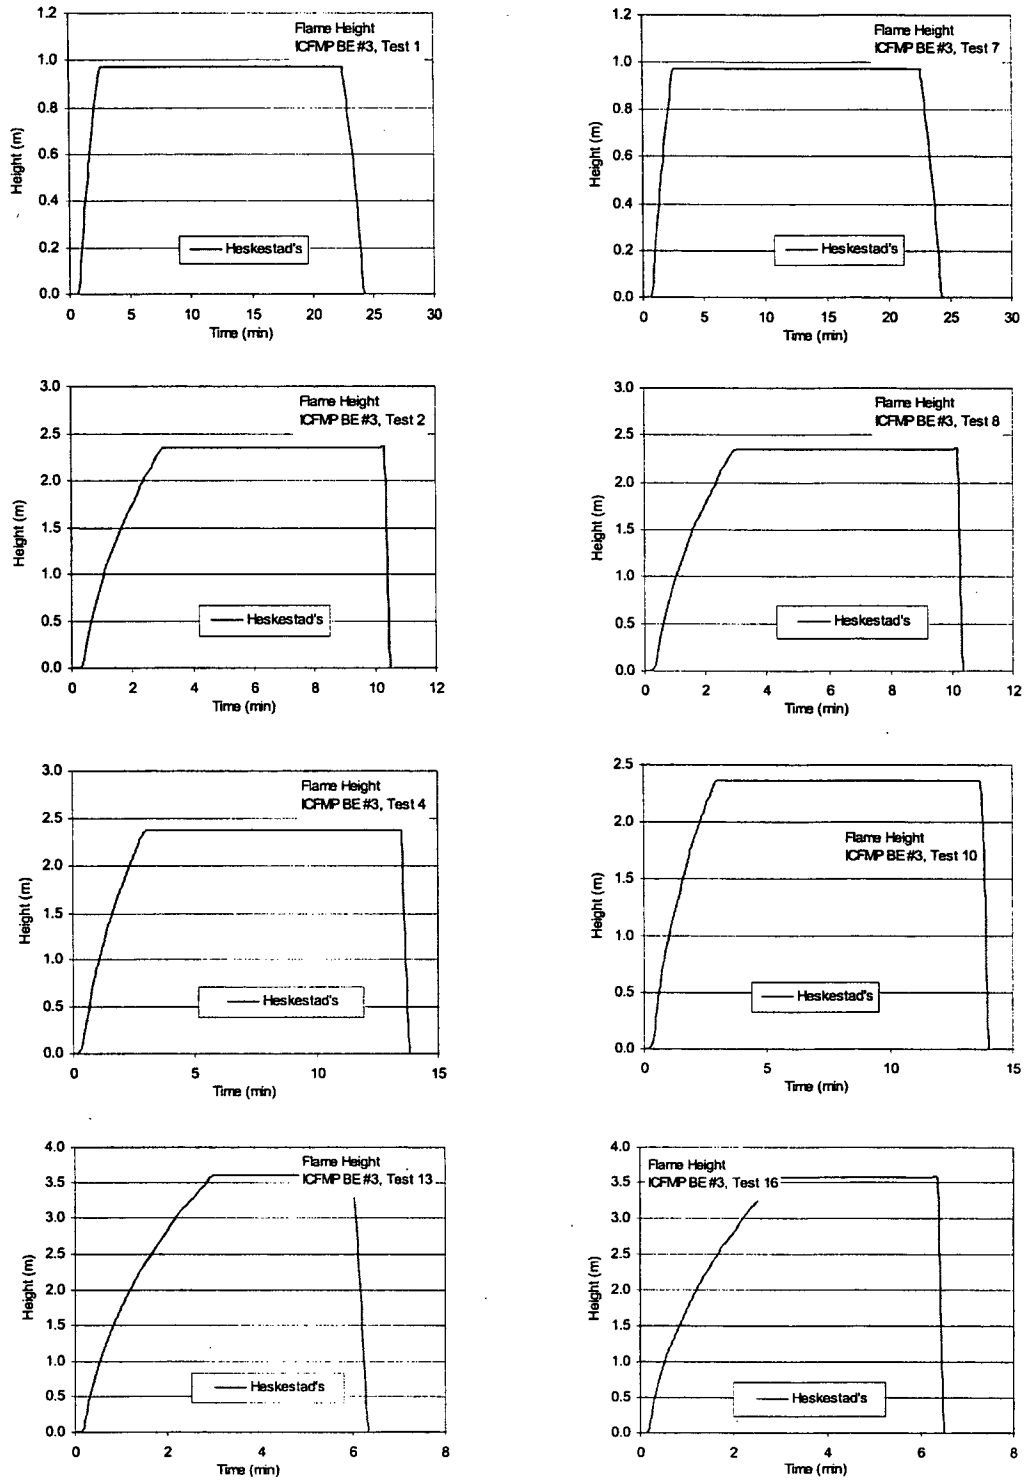 Flame Height
ICFMP BE #3, Test 1
1.2
1.0
0.8
0.6
0.4
0.2
0.0
Height (m)
Heskestad's
0 5 10 15 20 25 30
Time (min)
Flame Height
ICFMP BE #3, Test 7
1.2
1.0
0.8
0.6
0.4
0.2
0.0
Height (m)
Heskestad's
0 5 10 15 20 25 30
Time (min)
Flame Height
ICFMP BE #3, Test 2
3.0
2.5
2.0
1.5
1.0
0.5
0.0
Height (m)
Heskestad's
0 2 4 6 8 10 12
Time (min)
Flame Height
ICFMP BE #3, Test 8
3.0
2.5
2.0
1.5
1.0
0.5
0.0
Height (m)
Heskestad's
0 2 4 6 8 10 12
Time (min)
Flame Height
ICFMP BE #3, Test 4
3.0
2.5
2.0
1.5
1.0
0.5
0.0
Height (m)
Heskestad's
0 5 10 15
Time (min)
Flame Height
ICFMP BE #3, Test 10
2.5
2.0
1.5
1.0
0.5
0.0
Height (m)
Heskestad's
0 5 10 15
Time (min)
Flame Height
ICFMP BE #3, Test 13
4.0
3.5
3.0
2.5
2.0
1.5
1.0
0.5
0.0
Height (m)
Heskestad's
0 2 4 6 8
Time (min)
Flame Height
ICFMP BE #3, Test 16
4.0
3.5
3.0
2.5
2.0
1.5
1.0
0.5
0.0
Height (m)
Heskestad's
0 2 4 6 8
Time (min)